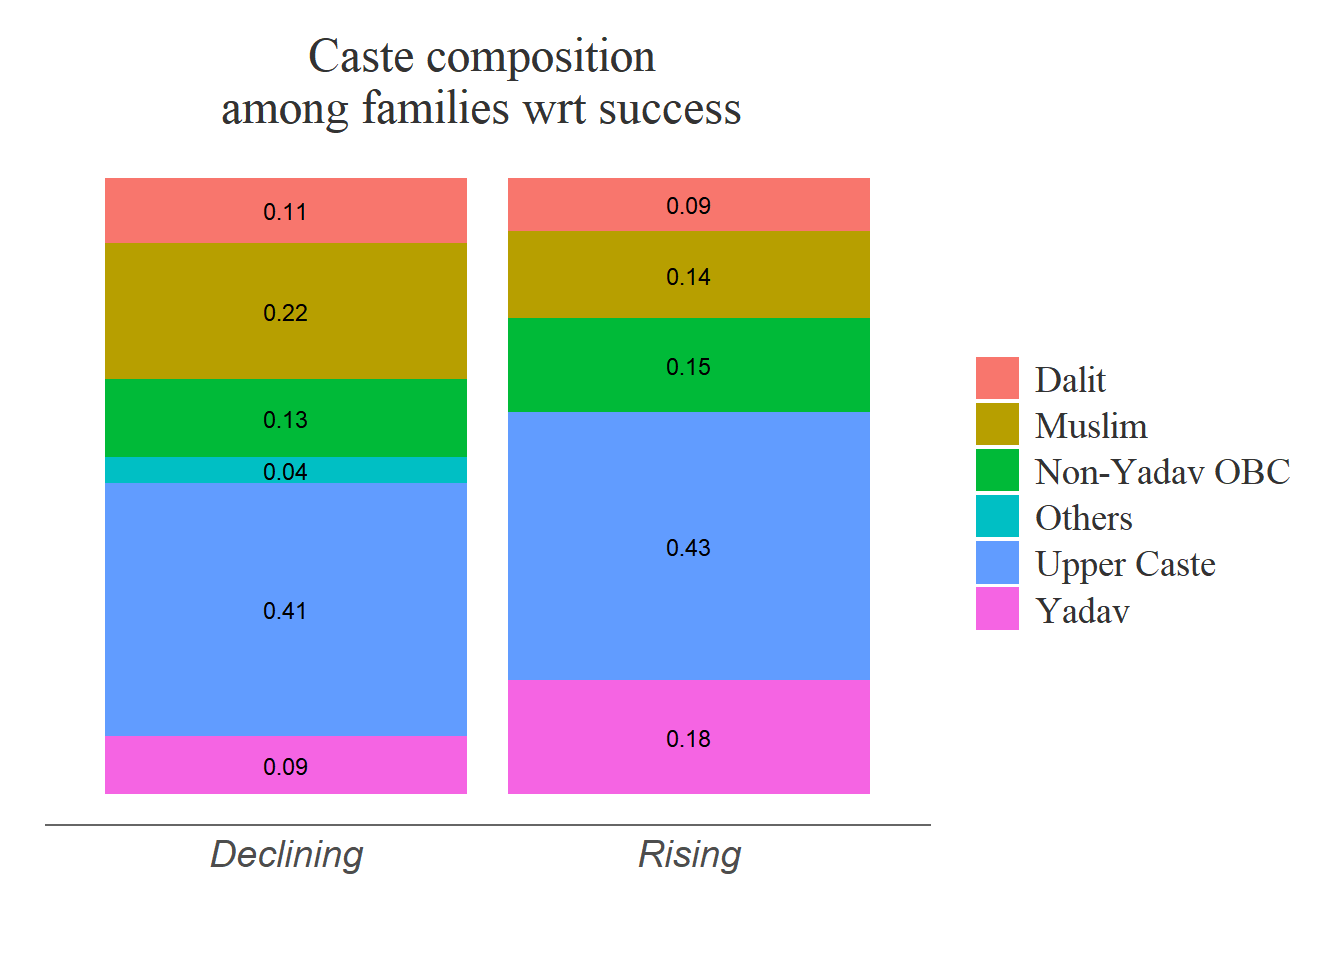 Caste composition
among families wrt success
0.11
0.22
0.13
0.04
0.41
0.09
0.09
0.14
0.15
0.43
0.18
Declining
Rising
Dalit
Muslim
Non-Yadav OBC
Others
Upper Caste
Yadav